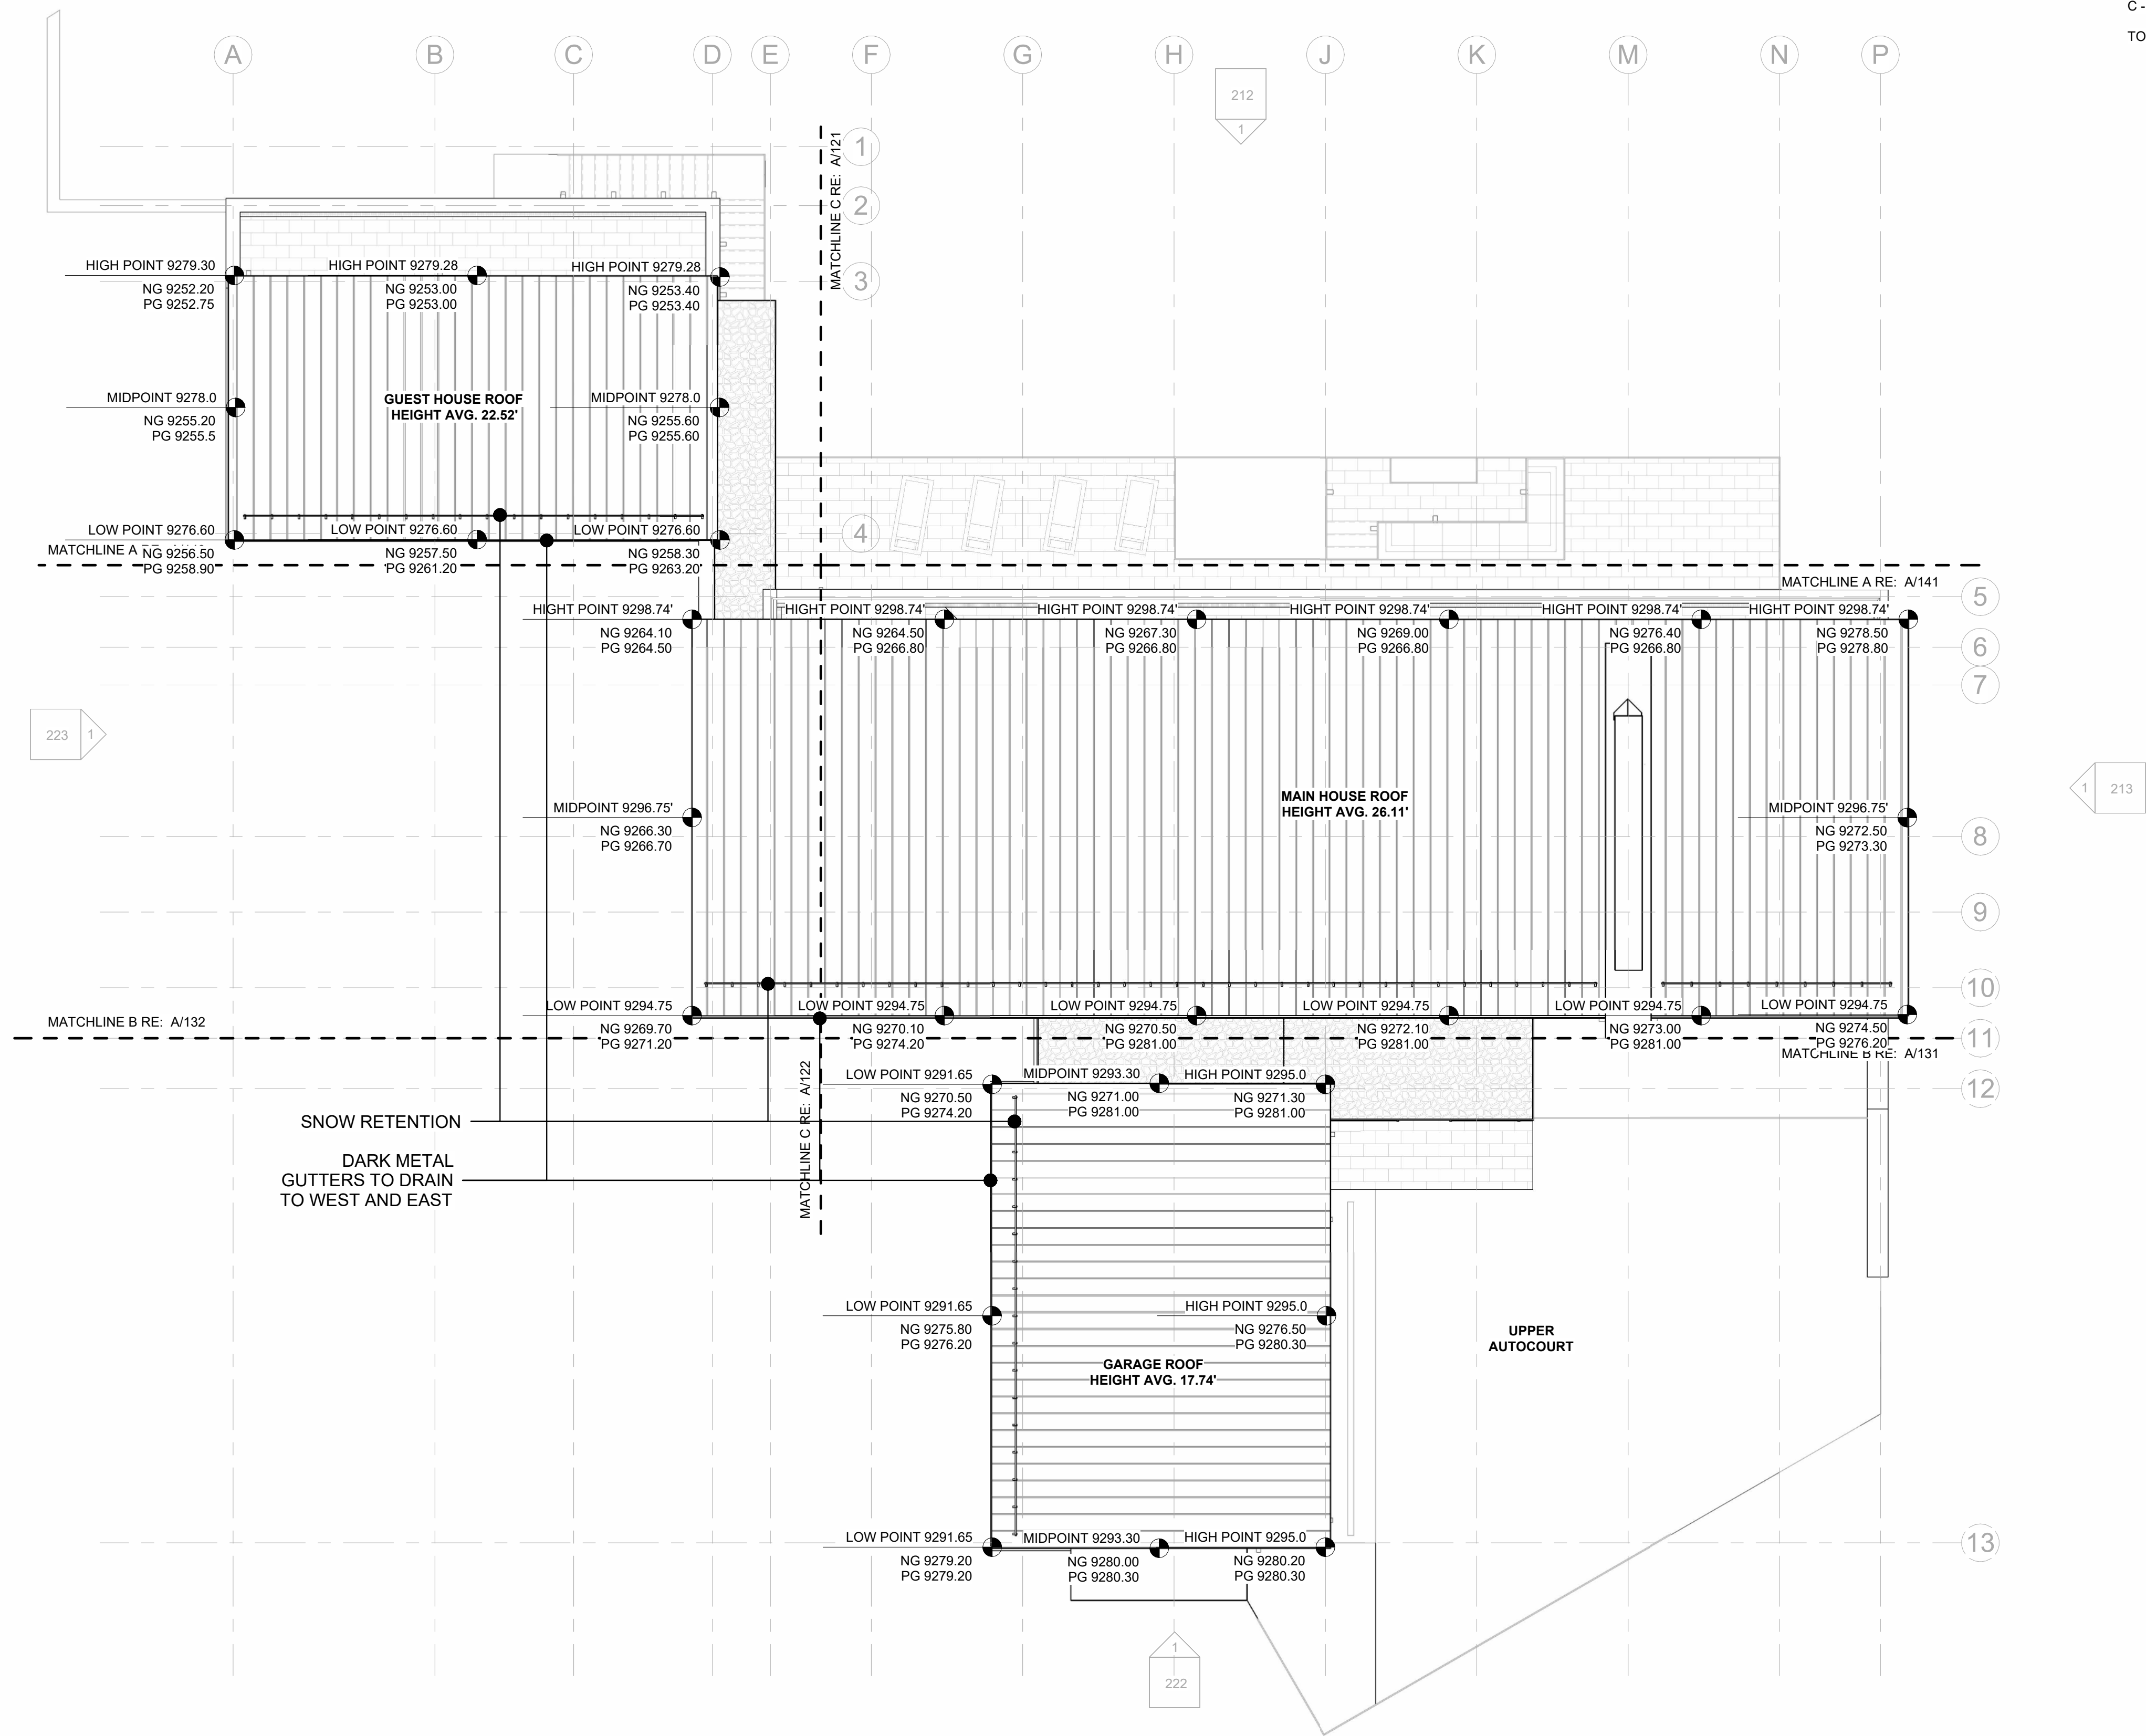 C -
TO
A B C D E F G H J K M N P
212
1
MATCHLINE C RE: A/121
1
2
3
4
HIGH POINT 9279.30
NG 9252.20
PG 9252.75
HIGH POINT 9279.28
NG 9253.00
PG 9253.00
HIGH POINT 9279.28
NG 9253.40
PG 9253.40
MIDPOINT 9278.0
NG 9255.20
PG 9255.5
GUEST HOUSE ROOF
HEIGHT AVG. 22.52'
MIDPOINT 9278.0
NG 9255.60
PG 9255.60
LOW POINT 9276.60
NG 9256.50
PG 9258.90
LOW POINT 9276.60
NG 9257.50
PG 9261.20
LOW POINT 9276.60
NG 9258.30
PG 9263.20
MATCHLINE A
MATCHLINE A RE: A/141
5
6
7
8
9
10
11
12
13
HIGHT POINT 9298.74'
NG 9264.10
PG 9264.50
HIGHT POINT 9298.74'
NG 9264.50
PG 9266.80
HIGHT POINT 9298.74'
NG 9267.30
PG 9266.80
HIGHT POINT 9298.74'
NG 9269.00
PG 9266.80
HIGHT POINT 9298.74'
NG 9276.40
PG 9266.80
HIGHT POINT 9298.74'
NG 9278.50
PG 9278.80
223
1
1
213
MIDPOINT 9296.75'
NG 9266.30
PG 9266.70
MAIN HOUSE ROOF
HEIGHT AVG. 26.11'
MIDPOINT 9296.75'
NG 9272.50
PG 9273.30
LOW POINT 9294.75
NG 9269.70
PG 9271.20
LOW POINT 9294.75
NG 9270.10
PG 9274.20
LOW POINT 9294.75
NG 9270.50
PG 9281.00
LOW POINT 9294.75
NG 9272.10
PG 9281.00
LOW POINT 9294.75
NG 9273.00
PG 9281.00
LOW POINT 9294.75
NG 9274.50
PG 9276.20
MATCHLINE B RE: A/132
MATCHLINE B RE: A/131
MATCHLINE C RE: A/122
LOW POINT 9291.65
NG 9270.50
PG 9274.20
MIDPOINT 9293.30
NG 9271.00
PG 9281.00
HIGH POINT 9295.0
NG 9271.30
PG 9281.00
SNOW RETENTION
DARK METAL
GUTTERS TO DRAIN
TO WEST AND EAST
LOW POINT 9291.65
NG 9275.80
PG 9276.20
HIGH POINT 9295.0
NG 9276.50
PG 9280.30
GARAGE ROOF
HEIGHT AVG. 17.74'
UPPER
AUTOCOURT
LOW POINT 9291.65
NG 9279.20
PG 9279.20
MIDPOINT 9293.30
NG 9280.00
PG 9280.30
HIGH POINT 9295.0
NG 9280.20
PG 9280.30
1
222